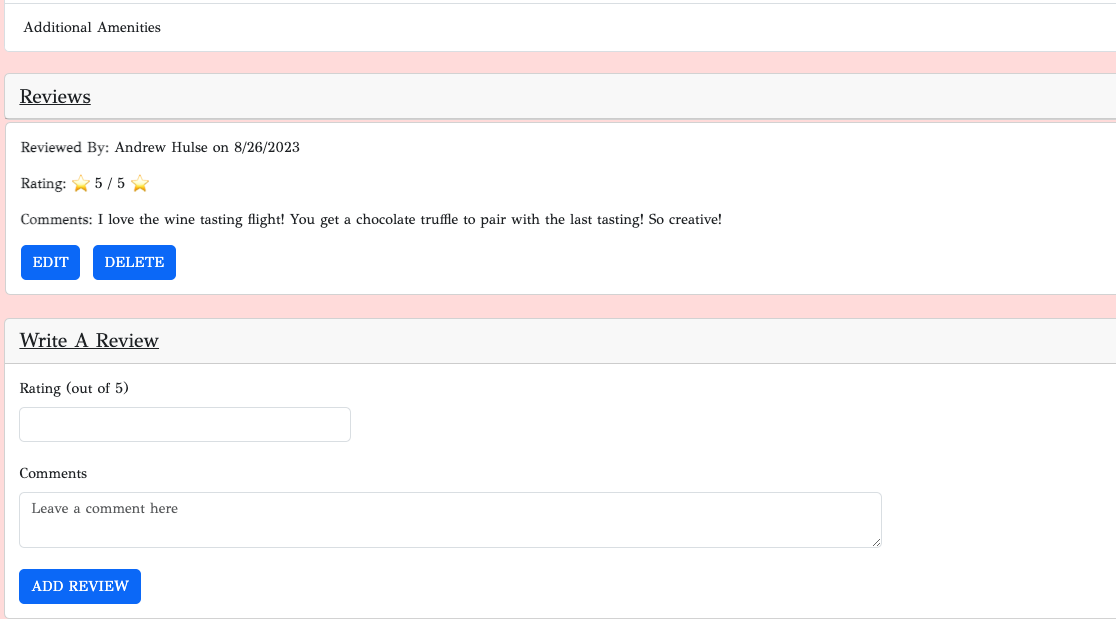 Additional Amenities
Reviews
Reviewed By: Andrew Hulse on 8/26/2023
Rating: ⭐ 5 / 5 ⭐
Comments: I love the wine tasting flight! You get a chocolate truffle to pair with the last tasting! So creative!
EDIT DELETE
Write A Review
Rating (out of 5)
Comments
Leave a comment here
ADD REVIEW